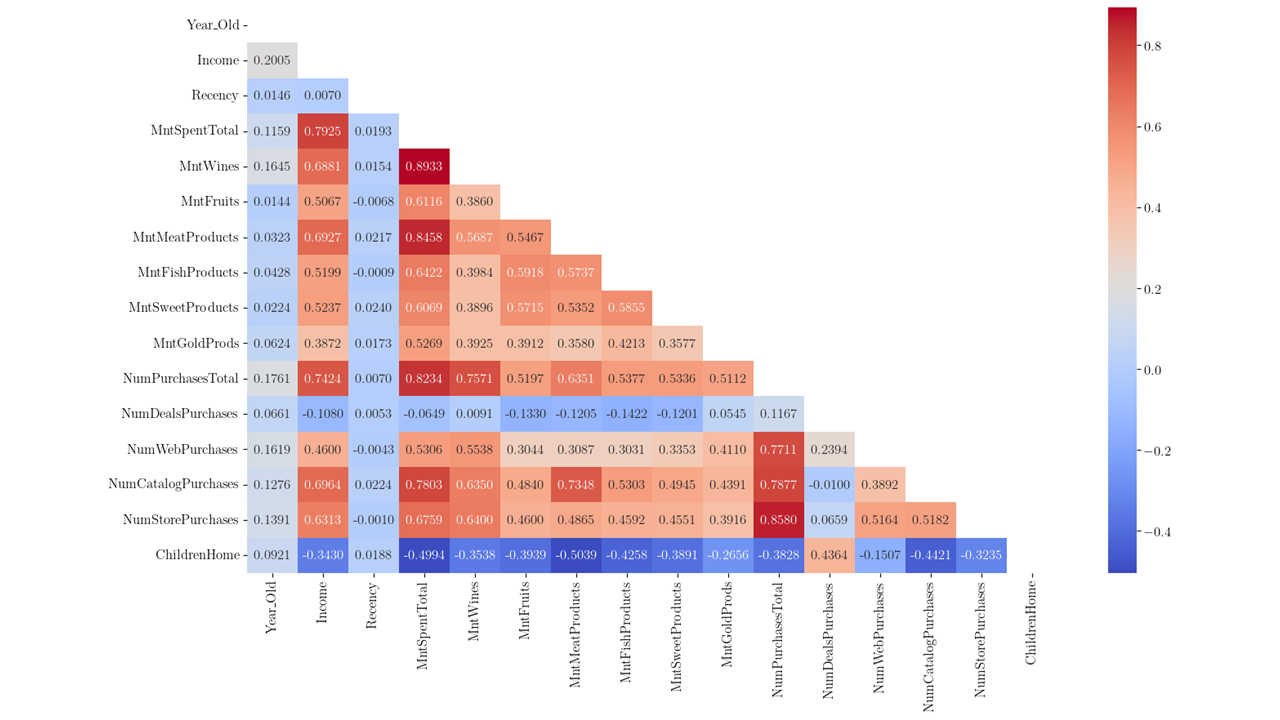 Year_Old
Income 0.2005
Recency 0.0146 0.0070
MntSpentTotal 0.1159 0.7925 0.0193
MntWines 0.1645 0.6881 0.0154 0.8933
MntFruits 0.0144 0.5067 -0.0068 0.6116 0.3860
MntMeatProducts 0.0323 0.6927 0.0217 0.8458 0.5687 0.5467
MntFishProducts 0.0428 0.5199 -0.0009 0.6422 0.3984 0.5918 0.5737
MntSweetProducts 0.0224 0.5237 0.0240 0.6069 0.3896 0.5715 0.5352 0.5855
MntGoldProds 0.0624 0.3872 0.0173 0.5269 0.3925 0.3912 0.3580 0.4213 0.3577
NumPurchasesTotal 0.1761 0.7424 0.0070 0.8234 0.7571 0.5197 0.6351 0.5377 0.5336 0.5112
NumDealsPurchases 0.0661 -0.1080 0.0053 -0.0649 0.0091 -0.1330 -0.1205 -0.1422 -0.1201 0.0545 0.1167
NumWebPurchases 0.1619 0.4600 -0.0043 0.5306 0.5538 0.3044 0.3087 0.3031 0.3353 0.4110 0.7711 0.2394
NumCatalogPurchases 0.1276 0.6964 0.0224 0.7803 0.6350 0.4840 0.7348 0.5303 0.4945 0.4391 0.7877 -0.0100 0.3892
NumStorePurchases 0.1391 0.6313 -0.0010 0.6759 0.6400 0.4600 0.4865 0.4592 0.4551 0.3916 0.8580 0.0659 0.5164 0.5182
ChildrenHome 0.0921 -0.3430 0.0188 -0.4994 -0.3538 -0.3939 -0.5039 -0.4258 -0.3891 -0.2656 -0.3828 0.4364 -0.1507 -0.4421 -0.3235
Year_Old
Income
Recency
MntSpentTotal
MntWines
MntFruits
MntMeatProducts
MntFishProducts
MntSweetProducts
MntGoldProds
NumPurchasesTotal
NumDealsPurchases
NumWebPurchases
NumCatalogPurchases
NumStorePurchases
ChildrenHome
0.8
0.6
0.4
0.2
0.0
−0.2
−0.4